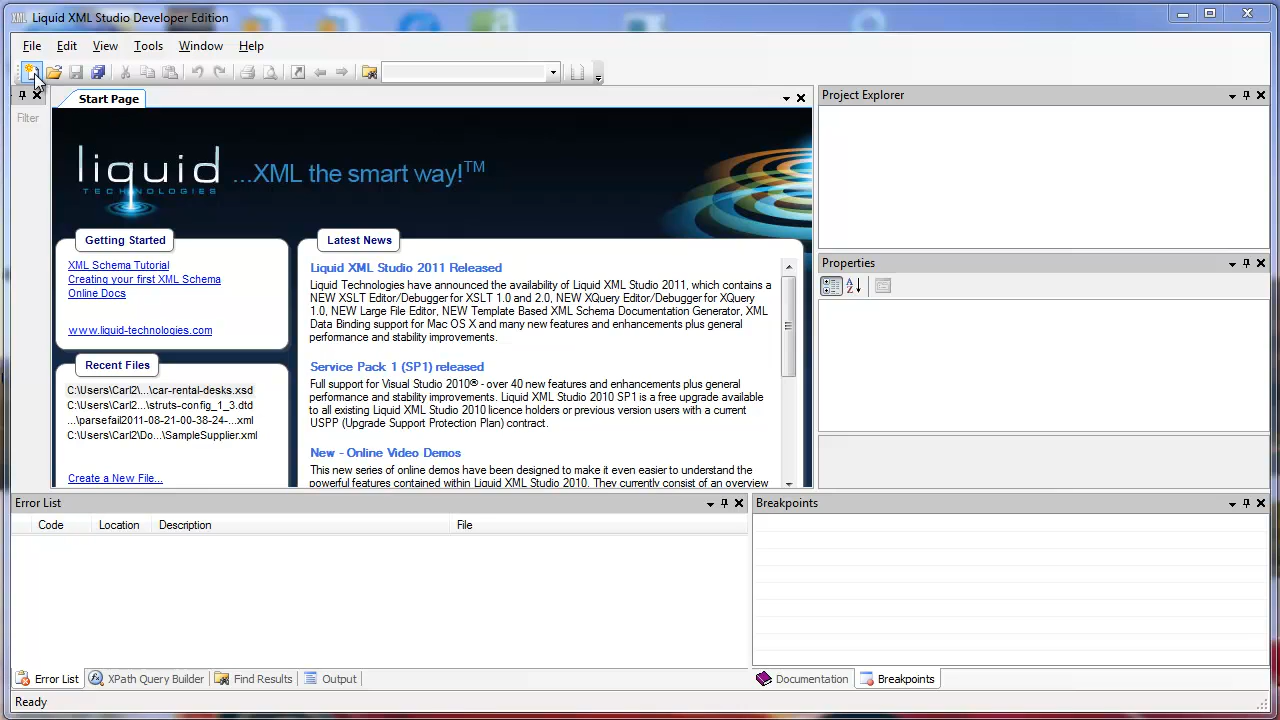 Liquid XML Studio Developer Edition
File Edit View Tools Window Help
Start Page
Filter
liquid
TECHNOLOGIES
...XML the smart way!TM
Getting Started
XML Schema Tutorial
Creating your first XML Schema
Online Docs
www.liquid-technologies.com
Recent Files
C:\Users\Carl2\...\car-rental-desks.xsd
C:\Users\Carl2...\struts-config_1_3.dtd
...\parsefail2011-08-21-00-38-24-...xml
C:\Users\Carl2\Do...\SampleSupplier.xml
Create a New File...
Latest News
Liquid XML Studio 2011 Released
Liquid Technologies have announced the availability of Liquid XML Studio 2011, which contains a
NEW XSLT Editor/Debugger for XSLT 1.0 and 2.0, NEW XQuery Editor/Debugger for XQuery
1.0, NEW Large File Editor, NEW Template Based XML Schema Documentation Generator, XML
Data Binding support for Mac OS X and many new features and enhancements plus general
performance and stability improvements.
Service Pack 1 (SP1) released
Full support for Visual Studio 2010® - over 40 new features and enhancements plus general
performance and stability improvements. Liquid XML Studio 2010 SP1 is a free upgrade available
to all existing Liquid XML Studio 2010 licence holders or previous version users with a current
USPP (Upgrade Support Protection Plan) contract.
New - Online Video Demos
This new series of online demos have been designed to make it even easier to understand the
powerful features contained within Liquid XML Studio 2010. They currently consist of an overview
Project Explorer
Properties
Error List
Code Location Description File
Breakpoints
Error List XPath Query Builder Find Results Output
Documentation Breakpoints
Ready